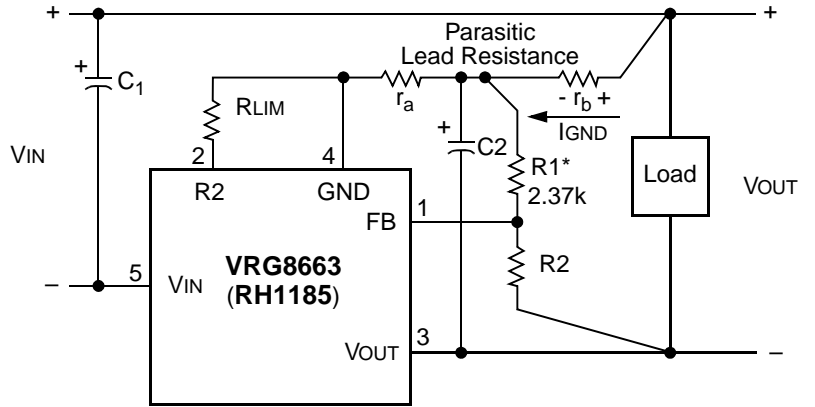 + +
Parasitic
Lead Resistance
+
C1
RLIM
ra
- rb +
IGND
+
C2
VIN
2 4
R1*
2.37k
Load
VOUT
R2 GND
FB 1
VRG8663
(RH1185)
R2
– 5 VIN
VOUT 3
–